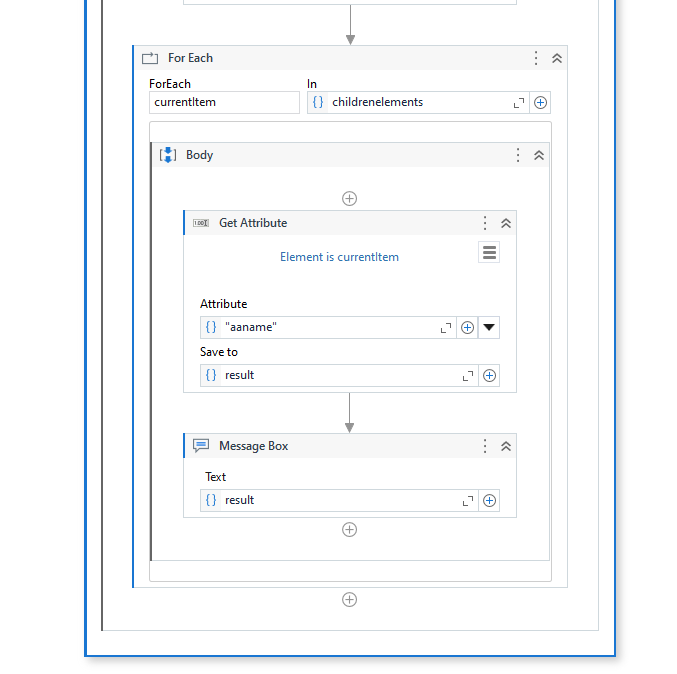 For Each
ForEach In
currentItem childrenelements
Body
Get Attribute
Element is currentItem
Attribute
"aaname"
Save to
result
Message Box
Text
result